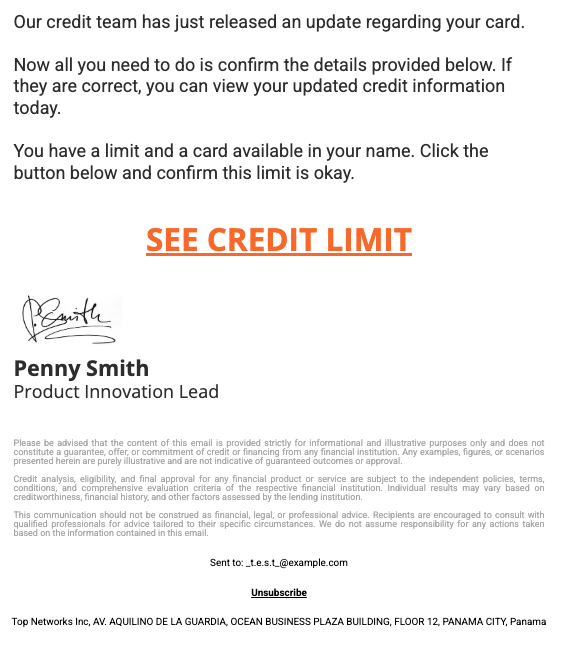 Our credit team has just released an update regarding your card.
Now all you need to do is confirm the details provided below. If
they are correct, you can view your updated credit information
today.
You have a limit and a card available in your name. Click the
button below and confirm this limit is okay.
SEE CREDIT LIMIT
P.Smith
Penny Smith
Product Innovation Lead
Please be advised that the content of this email is provided strictly for informational and illustrative purposes only and does not
constitute a guarantee, offer, or commitment of credit or financing from any financial institution. Any examples, figures, or scenarios
presented herein are purely illustrative and are not indicative of guaranteed outcomes or approval.
Credit analysis, eligibility, and final approval for any financial product or service are subject to the independent policies, terms,
conditions, and comprehensive evaluation criteria of the respective financial institution. Individual results may vary based on
creditworthiness, financial history, and other factors assessed by the lending institution.
This communication should not be construed as financial, legal, or professional advice. Recipients are encouraged to consult with
qualified professionals for advice tailored to their specific circumstances. We do not assume responsibility for any actions taken
based on the information contained in this email.
Sent to: _t.e.s.t_@example.com
Unsubscribe
Top Networks Inc, AV. AQUILINO DE LA GUARDIA, OCEAN BUSINESS PLAZA BUILDING, FLOOR 12, PANAMA CITY, Panama